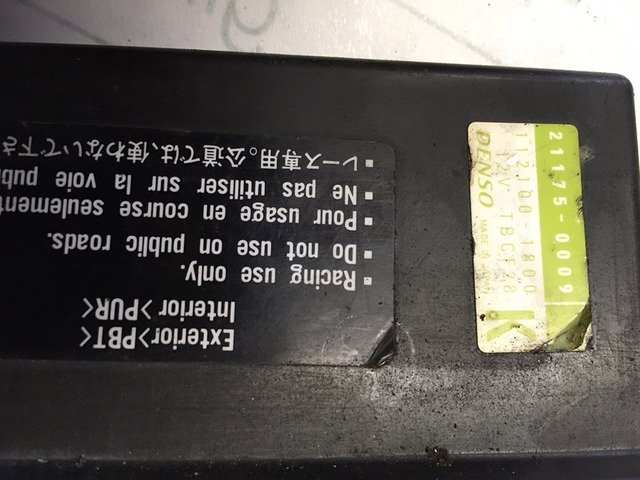 Exterior>PBT<
Interior>PUR<
▪ Racing use only.
▪ Do not use on public roads.
▪ Pour usage en course seulement
▪ Ne pas utiliser sur la voie publi
▪ レース専用。公道では、使わないで下さ
21175-0009
112100-1800
12V TBCF28
DENSO MADE
K